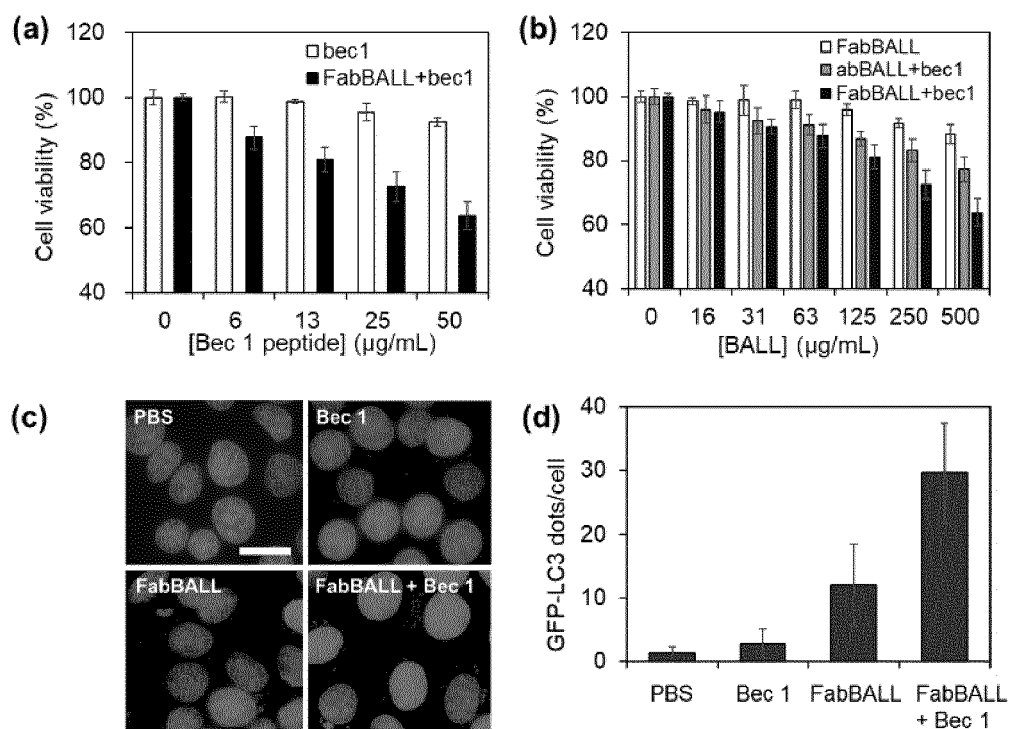 (a)
Cell viability (%)
120
100
80
60
40
bec1
FabBALL+bec1
0 6 13 25 50
[Bec 1 peptide] (µg/mL)
(b)
Cell viability (%)
120
100
80
60
40
FabBALL
abBALL+bec1
FabBALL+bec1
0 16 31 63 125 250 500
[BALL] (µg/mL)
(c)
PBS
Bec 1
FabBALL
FabBALL + Bec 1
(d)
GFP-LC3 dots/cell
40
30
20
10
0
PBS Bec 1 FabBALL FabBALL
+ Bec 1